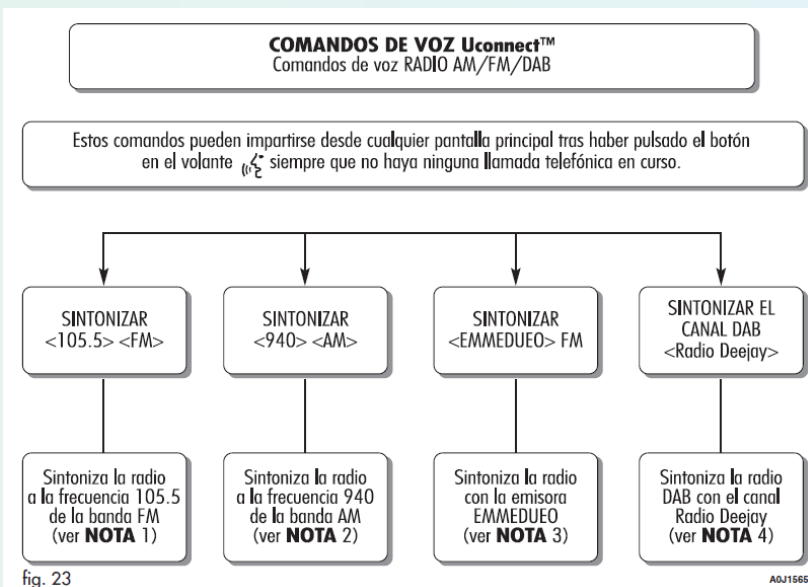 COMANDOS DE VOZ Uconnect™
Comandos de voz RADIO AM/FM/DAB
Estos comandos pueden impartirse desde cualquier pantalla principal tras haber pulsado el botón
en el volante siempre que no haya ninguna llamada telefónica en curso.
SINTONIZAR
<105.5> <FM>
SINTONIZAR
<940> <AM>
SINTONIZAR
<EMMEDUEO> FM
SINTONIZAR EL
CANAL DAB
<Radio Deejay>
Sintoniza la radio
a la frecuencia 105.5
de la banda FM
(ver NOTA 1)
Sintoniza la radio
a la frecuencia 940
de la banda AM
(ver NOTA 2)
Sintoniza la radio
con la emisora
EMMEDUEO
(ver NOTA 3)
Sintoniza la radio
DAB con el canal
Radio Deejay
(ver NOTA 4)
fig. 23
A0J1565